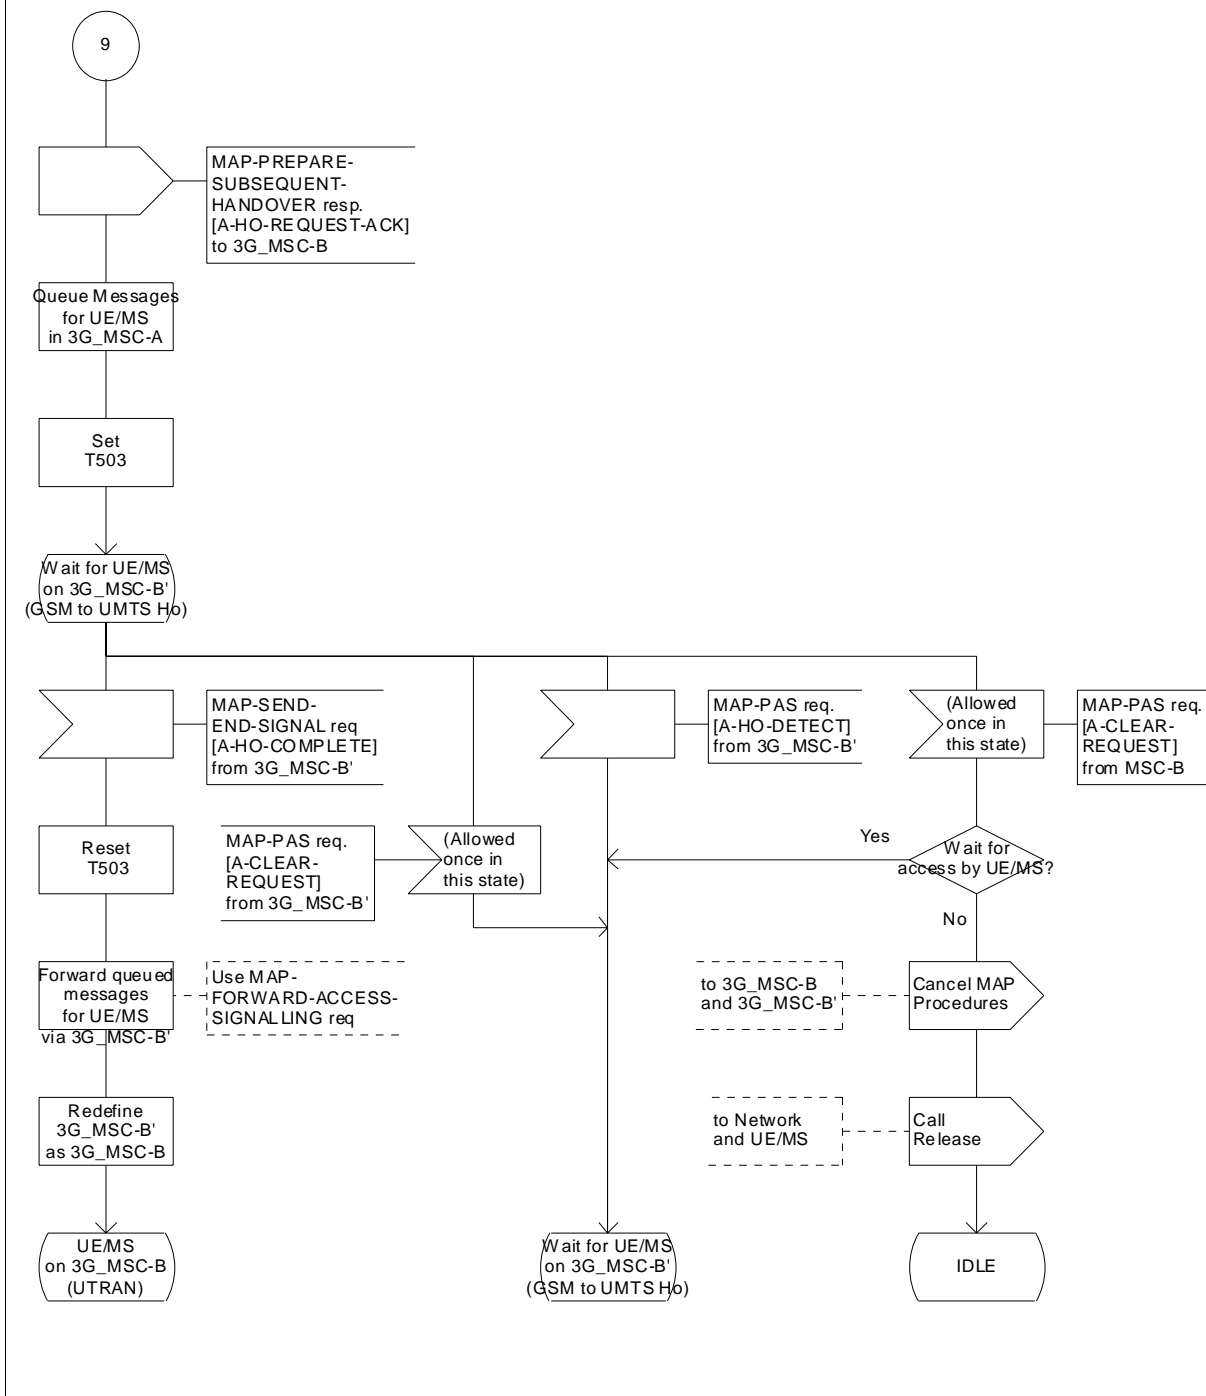 9
MAP-PREPARE-
SUBSEQUENT-
HANDOVER resp.
[A-HO-REQUEST-ACK]
to 3G_MSC-B
Queue Messages
for UE/MS
in 3G_MSC-A
Set
T503
Wait for UE/MS
on 3G_MSC-B'
(GSM to UMTS Ho)
MAP-SEND-
END-SIGNAL req
[A-HO-COMPLETE]
from 3G_MSC-B'
MAP-PAS req.
[A-HO-DETECT]
from 3G_MSC-B'
(Allowed
once in
this state)
MAP-PAS req.
[A-CLEAR-
REQUEST]
from MSC-B
Reset
T503
MAP-PAS req.
[A-CLEAR-
REQUEST]
from 3G_MSC-B'
(Allowed
once in
this state)
Yes
Wait for
access by UE/MS?
No
Forward queued
messages
for UE/MS
via 3G_MSC-B'
Use MAP-
FORWARD-ACCESS-
SIGNALLING req
to 3G_MSC-B
and 3G_MSC-B'
Cancel MAP
Procedures
Redefine
3G_MSC-B'
as 3G_MSC-B
to Network
and UE/MS
Call
Release
UE/MS
on 3G_MSC-B
(UTRAN)
Wait for UE/MS
on 3G_MSC-B'
(GSM to UMTS Ho)
IDLE